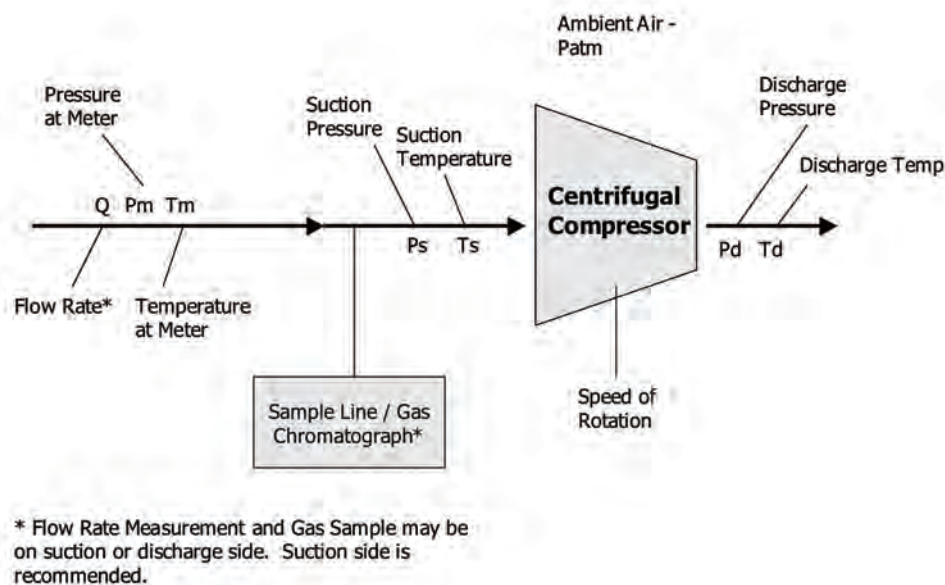 Ambient Air -
Patm
Pressure
at Meter
Suction
Pressure
Suction
Temperature
Discharge
Pressure
Discharge Temp
Q Pm Tm
Centrifugal
Compressor
Ps Ts
Pd Td
Flow Rate*
Temperature
at Meter
Sample Line / Gas
Chromatograph*
Speed of
Rotation
* Flow Rate Measurement and Gas Sample may be
on suction or discharge side. Suction side is
recommended.